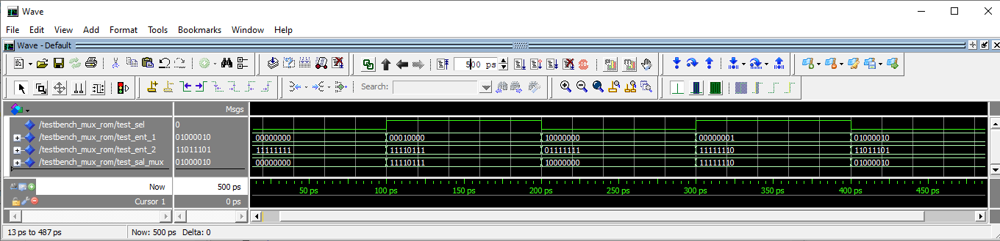 Wave
File Edit View Add Format Tools Bookmarks Window Help
Wave - Default
500 ps
Search:
Msgs
/testbench_mux_rom/test_sel 0
/testbench_mux_rom/test_ent_1 01000010 00000000 00010000 10000000 00000001 01000010
/testbench_mux_rom/test_ent_2 11011101 11111111 11110111 01111111 11111110 11011101
/testbench_mux_rom/test_sal_mux 01000010 00000000 11110111 10000000 11111110 01000010
Now 500 ps
50 ps 100 ps 150 ps 200 ps 250 ps 300 ps 350 ps 400 ps 450 ps
Cursor 1 0 ps
13 ps to 487 ps Now: 500 ps Delta: 0